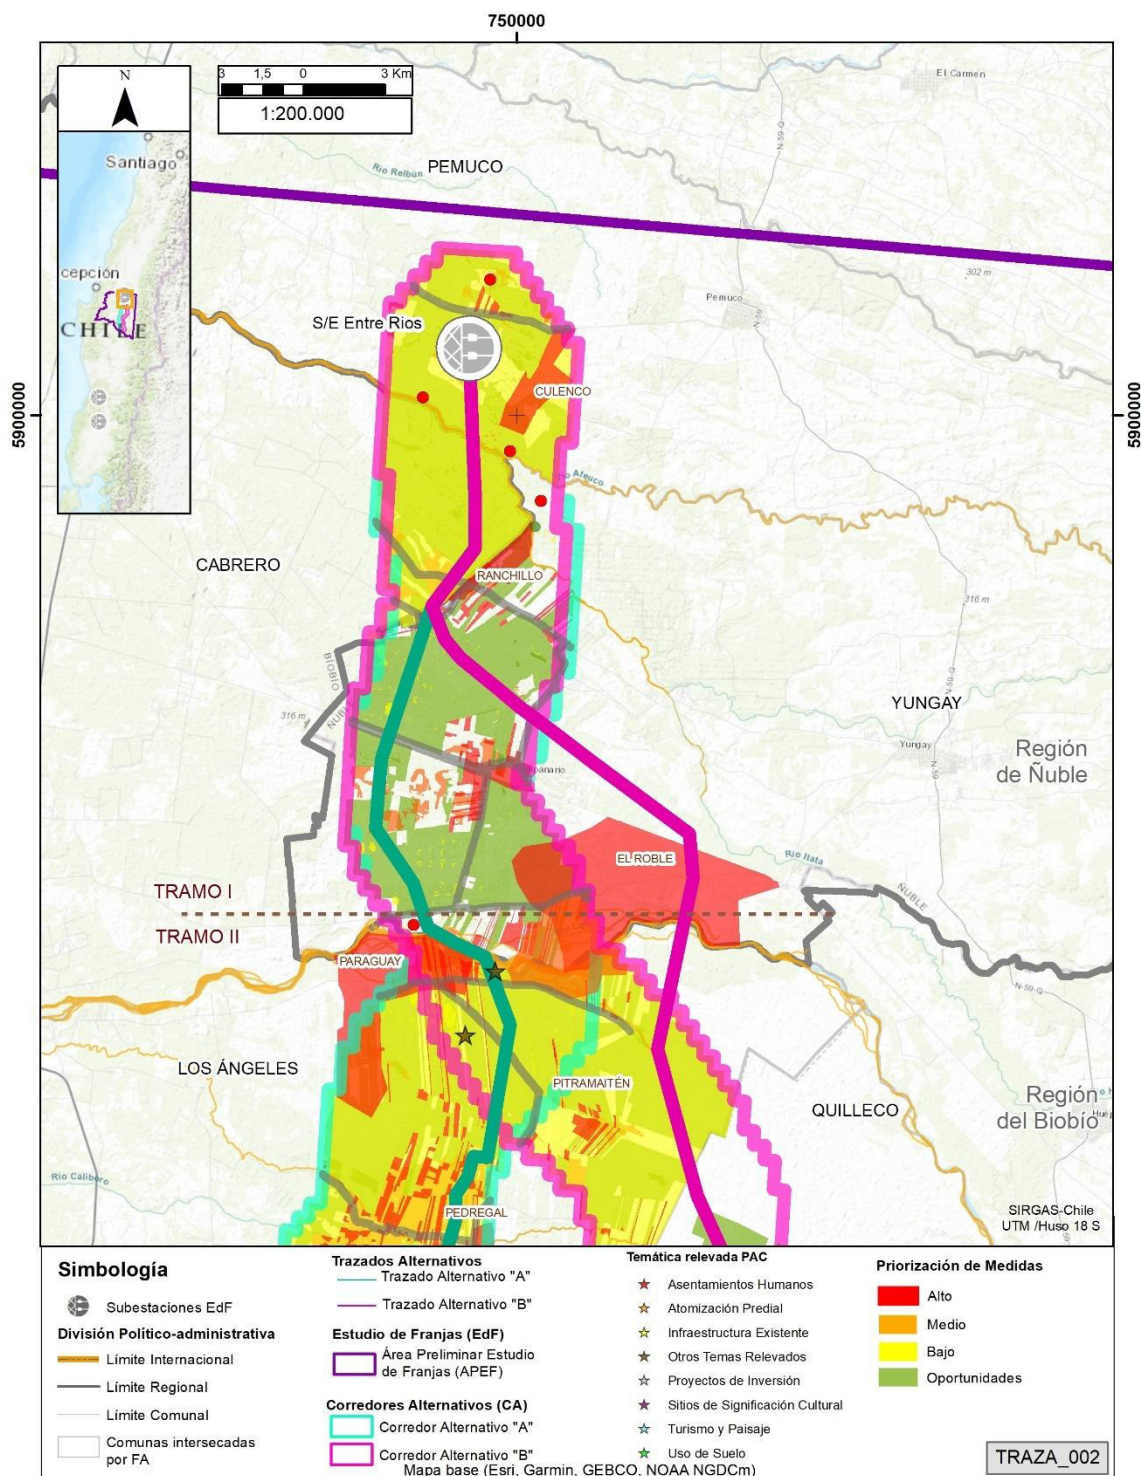 750000
N
3 1,5 0 3 Km
1:200.000
El Carmen
N-59-Q
Santiago
PEMUCO
Río Relbún
302 m
cepción
CHILE
Pemuco
N-59
S/E Entre Rios
CULENCO
5900000
5900000
CABRERO
RANCHILLO
316 m
BIOBÍO
ÑUBLE
316 m
N-59-Q
YUNGAY
Yungay
Región
de Ñuble
N-59
EL ROBLE
Río Itata
TRAMO I
ÑUBLE
TRAMO II
PARAGUAY
N-59-Q
LOS ÁNGELES
PITRAMAITÉN
QUILLECO
Región
del Biobío
Río Caliboro
PEDREGAL
SIRGAS-Chile
UTM /Huso 18 S
Simbología
Subestaciones EdF
División Político-administrativa
Límite Internacional
Límite Regional
Límite Comunal
Comunas intersecadas
por FA
Trazados Alternativos
Trazado Alternativo "A"
Trazado Alternativo "B"
Estudio de Franjas (EdF)
Área Preliminar Estudio
de Franjas (APEF)
Corredores Alternativos (CA)
Corredor Alternativo "A"
Corredor Alternativo "B"
Mapa base (Esri, Garmin, GEBCO, NOAA NGDCm)
Temática relevada PAC
Asentamientos Humanos
Atomización Predial
Infraestructura Existente
Otros Temas Relevados
Proyectos de Inversión
Sitios de Significación Cultural
Turismo y Paisaje
Uso de Suelo
Priorización de Medidas
Alto
Medio
Bajo
Oportunidades
TRAZA_002